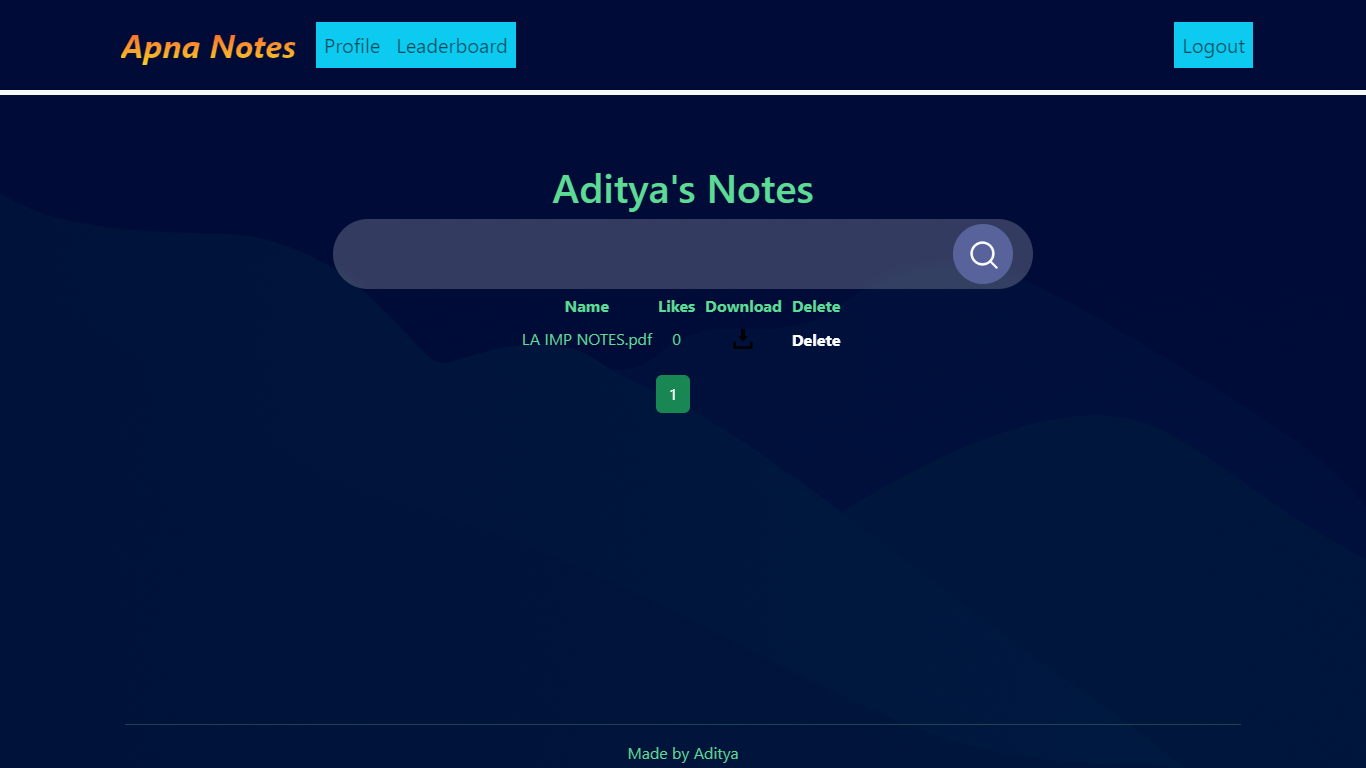 Apna Notes Profile Leaderboard Logout
Aditya's Notes
Name Likes Download Delete
LA IMP NOTES.pdf 0 Delete
1
Made by Aditya